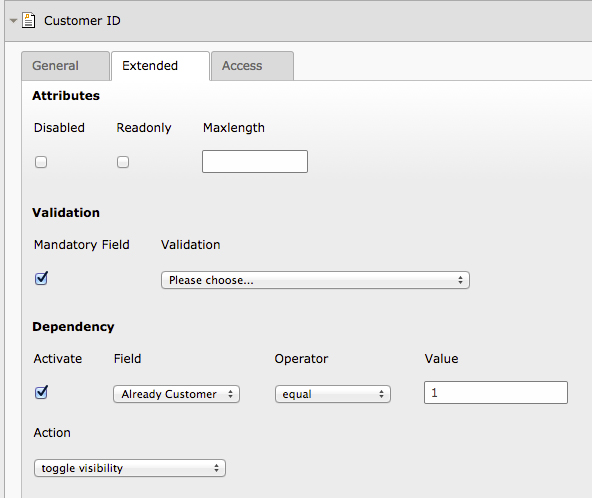 Customer ID
General Extended Access
Attributes
Disabled Readonly Maxlength
Validation
Mandatory Field Validation
Please choose...
Dependency
Activate Field Operator Value
Already Customer equal 1
Action
toggle visibility